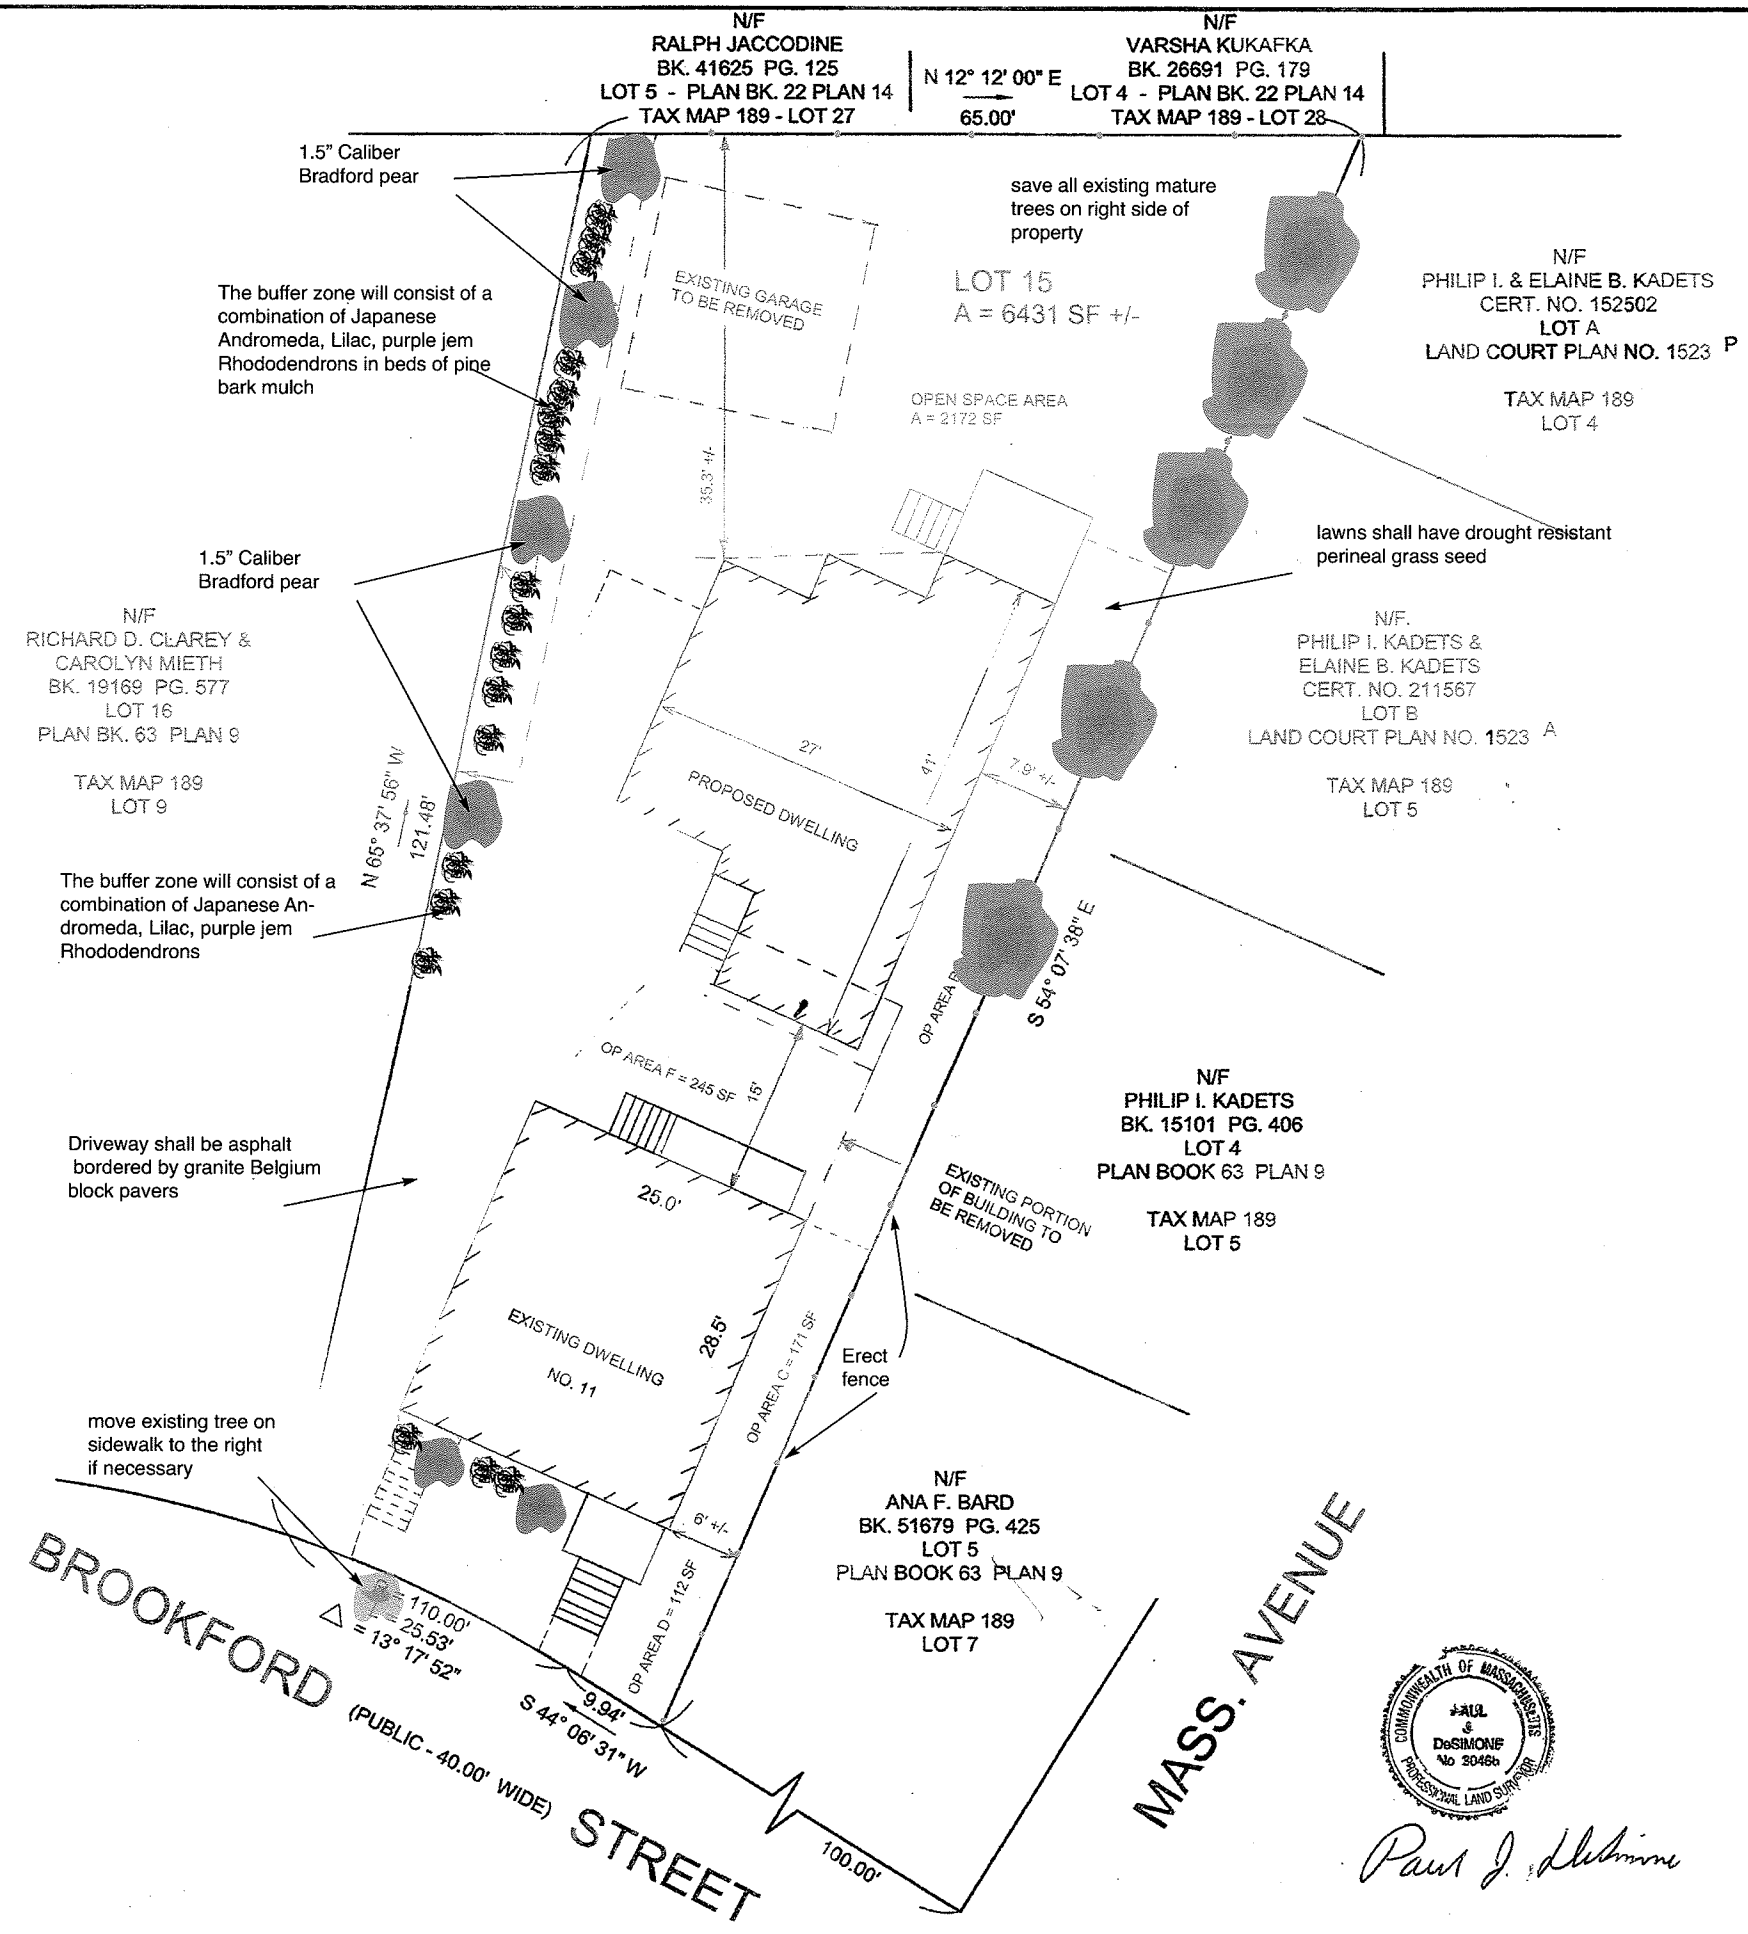 N/F
RALPH JACCODINE
BK. 41625 PG. 125
LOT 5 - PLAN BK. 22 PLAN 14
TAX MAP 189 - LOT 27
N 12° 12' 00" E
65.00'
N/F
VARSHA KUKAFKA
BK. 26691 PG. 179
LOT 4 - PLAN BK. 22 PLAN 14
TAX MAP 189 - LOT 28
1.5" Caliber
Bradford pear
save all existing mature
trees on right side of
property
EXISTING GARAGE
TO BE REMOVED
LOT 15
A = 6431 SF +/-
N/F
PHILIP I. & ELAINE B. KADETS
CERT. NO. 152502
LOT A
LAND COURT PLAN NO. 1523 P
TAX MAP 189
LOT 4
The buffer zone will consist of a
combination of Japanese
Andromeda, Lilac, purple jem
Rhododendrons in beds of pine
bark mulch
OPEN SPACE AREA
A = 2172 SF
35.3' +/-
lawns shall have drought resistant
perineal grass seed
1.5" Caliber
Bradford pear
N/F
RICHARD D. CLAREY &
CAROLYN MIETH
BK. 19169 PG. 577
LOT 16
PLAN BK. 63 PLAN 9
TAX MAP 189
LOT 9
N/F.
PHILIP I. KADETS &
ELAINE B. KADETS
CERT. NO. 211567
LOT B
LAND COURT PLAN NO. 1523 A
TAX MAP 189
LOT 5
27'
41'
PROPOSED DWELLING
7.9' +/-
N 65° 37' 56" W
121.48'
The buffer zone will consist of a
combination of Japanese An-
dromeda, Lilac, purple jem
Rhododendrons
OP AREA
S 54° 07' 38" E
OP AREA F = 245 SF
15'
N/F
PHILIP I. KADETS
BK. 15101 PG. 406
LOT 4
PLAN BOOK 63 PLAN 9
TAX MAP 189
LOT 5
Driveway shall be asphalt
bordered by granite Belgium
block pavers
EXISTING PORTION
OF BUILDING TO
BE REMOVED
25.0'
28.5'
EXISTING DWELLING
NO. 11
OP AREA C = 171 SF
Erect
fence
move existing tree on
sidewalk to the right
if necessary
N/F
ANA F. BARD
BK. 51679 PG. 425
LOT 5
PLAN BOOK 63 PLAN 9
TAX MAP 189
LOT 7
6' +/-
OP AREA D = 112 SF
= 110.00'
= 25.53'
△ = 13° 17' 52"
9.94'
S 44° 06' 31" W
BROOKFORD (PUBLIC - 40.00' WIDE) STREET
100.00'
MASS. AVENUE
COMMONWEALTH OF MASSACHUSETTS
PAUL
J.
DeSIMONE
PROFESSIONAL LAND SURVEYOR
Paul J. DeSimone